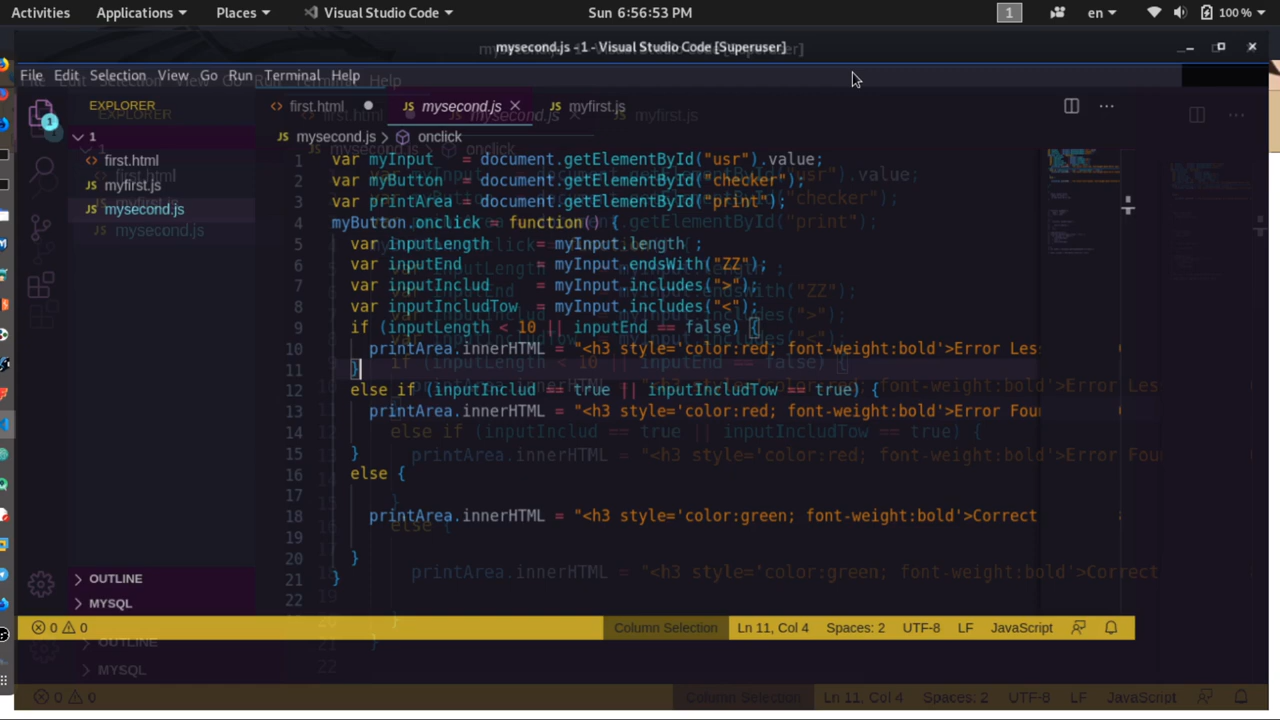 Activities Applications Places Visual Studio Code Sun 6:56:53 PM 1 en 100 %
mysecond.js - 1 - Visual Studio Code [Superuser]
File Edit Selection View Go Run Terminal Help
EXPLORER first.html mysecond.js myfirst.js
1 mysecond.js > onclick
first.html
myfirst.js
mysecond.js
1 var myInput = document.getElementById("usr").value;
2 var myButton = document.getElementById("checker");
3 var printArea = document.getElementById("print");
4 myButton.onclick = function() {
5 var inputLength = myInput.length ;
6 var inputEnd = myInput.endsWith("ZZ");
7 var inputInclud = myInput.includes(">");
8 var inputIncludTow = myInput.includes("<");
9 if (inputLength < 10 || inputEnd == false) {
10 printArea.innerHTML = "<h3 style='color:red; font-weight:bold'>Error Les
11 }
12 else if (inputInclud == true || inputIncludTow == true) {
13 printArea.innerHTML = "<h3 style='color:red; font-weight:bold'>Error Fou
14
15 }
16 else {
17
18 printArea.innerHTML = "<h3 style='color:green; font-weight:bold'>Correct
19
20 }
21 }
22
OUTLINE
MYSQL
0 0 Column Selection Ln 11, Col 4 Spaces: 2 UTF-8 LF JavaScript